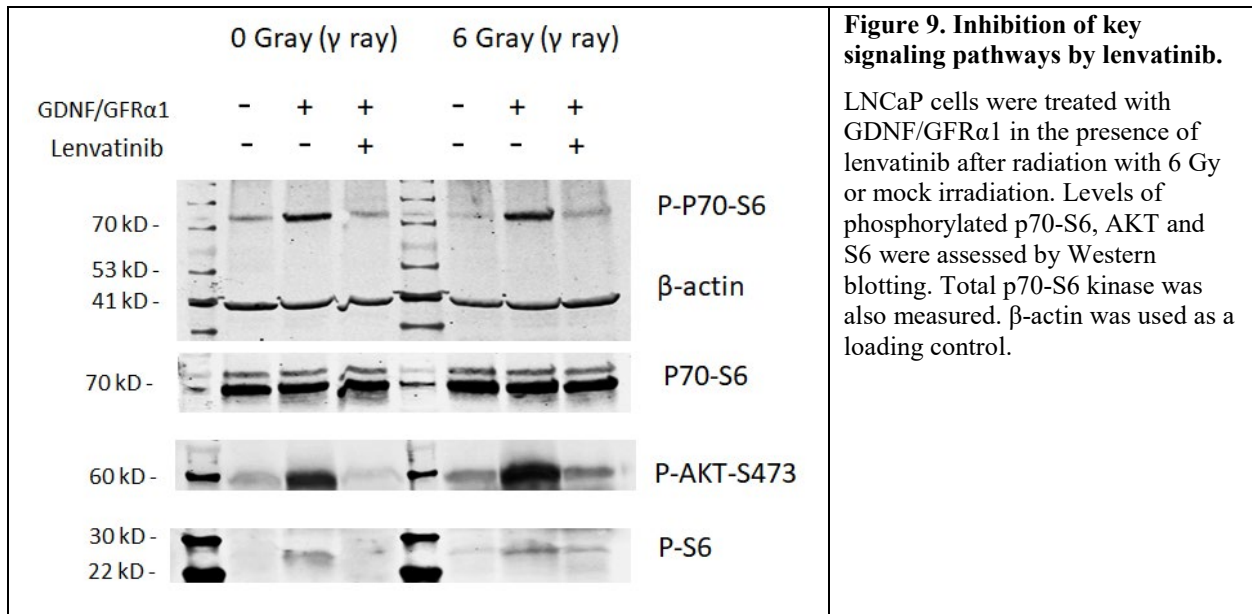 0 Gray (γ ray) 6 Gray (γ ray)
GDNF/GFRα1 - + + - + +
Lenvatinib - - + - - +
P-P70-S6
70 kD -
53 kD -
β-actin
41 kD -
P70-S6
70 kD -
P-AKT-S473
60 kD -
30 kD -
P-S6
22 kD -
Figure 9. Inhibition of key
signaling pathways by lenvatinib.
LNCaP cells were treated with
GDNF/GFRα1 in the presence of
lenvatinib after radiation with 6 Gy
or mock irradiation. Levels of
phosphorylated p70-S6, AKT and
S6 were assessed by Western
blotting. Total p70-S6 kinase was
also measured. β-actin was used as a
loading control.